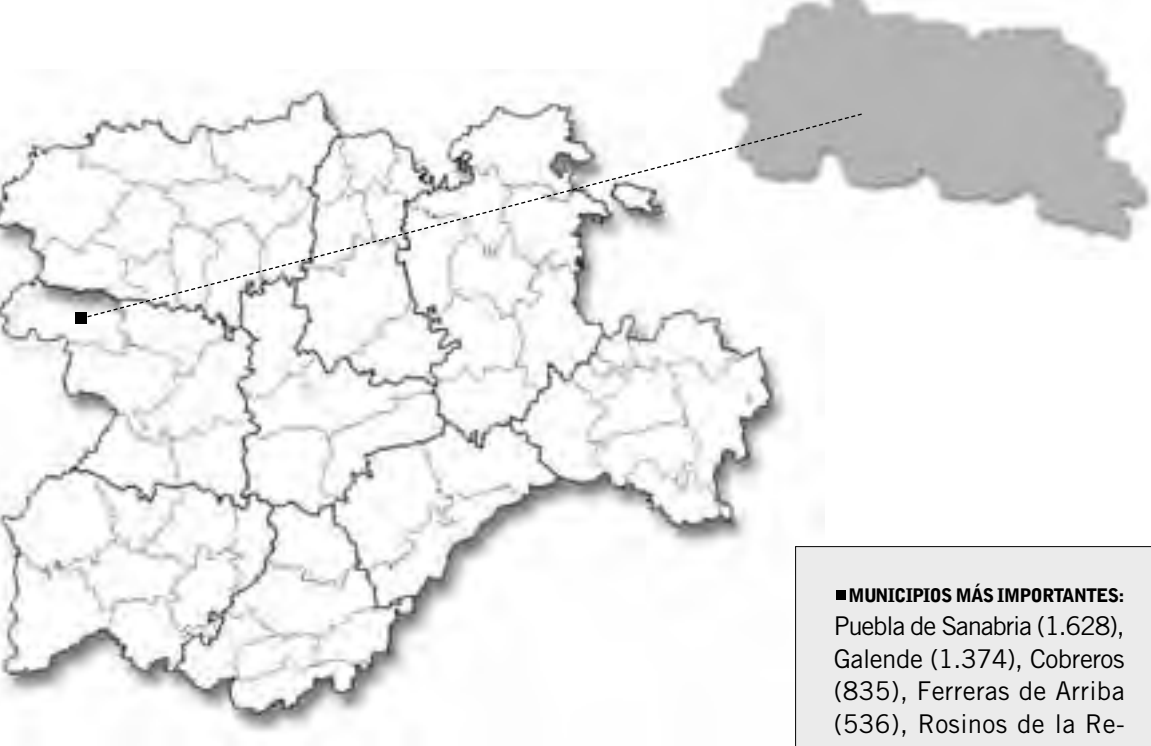 ■MUNICIPIOS MÁS IMPORTANTES:
Puebla de Sanabria (1.628),
Galende (1.374), Cobreros
(835), Ferreras de Arriba
(536), Rosinos de la Re-